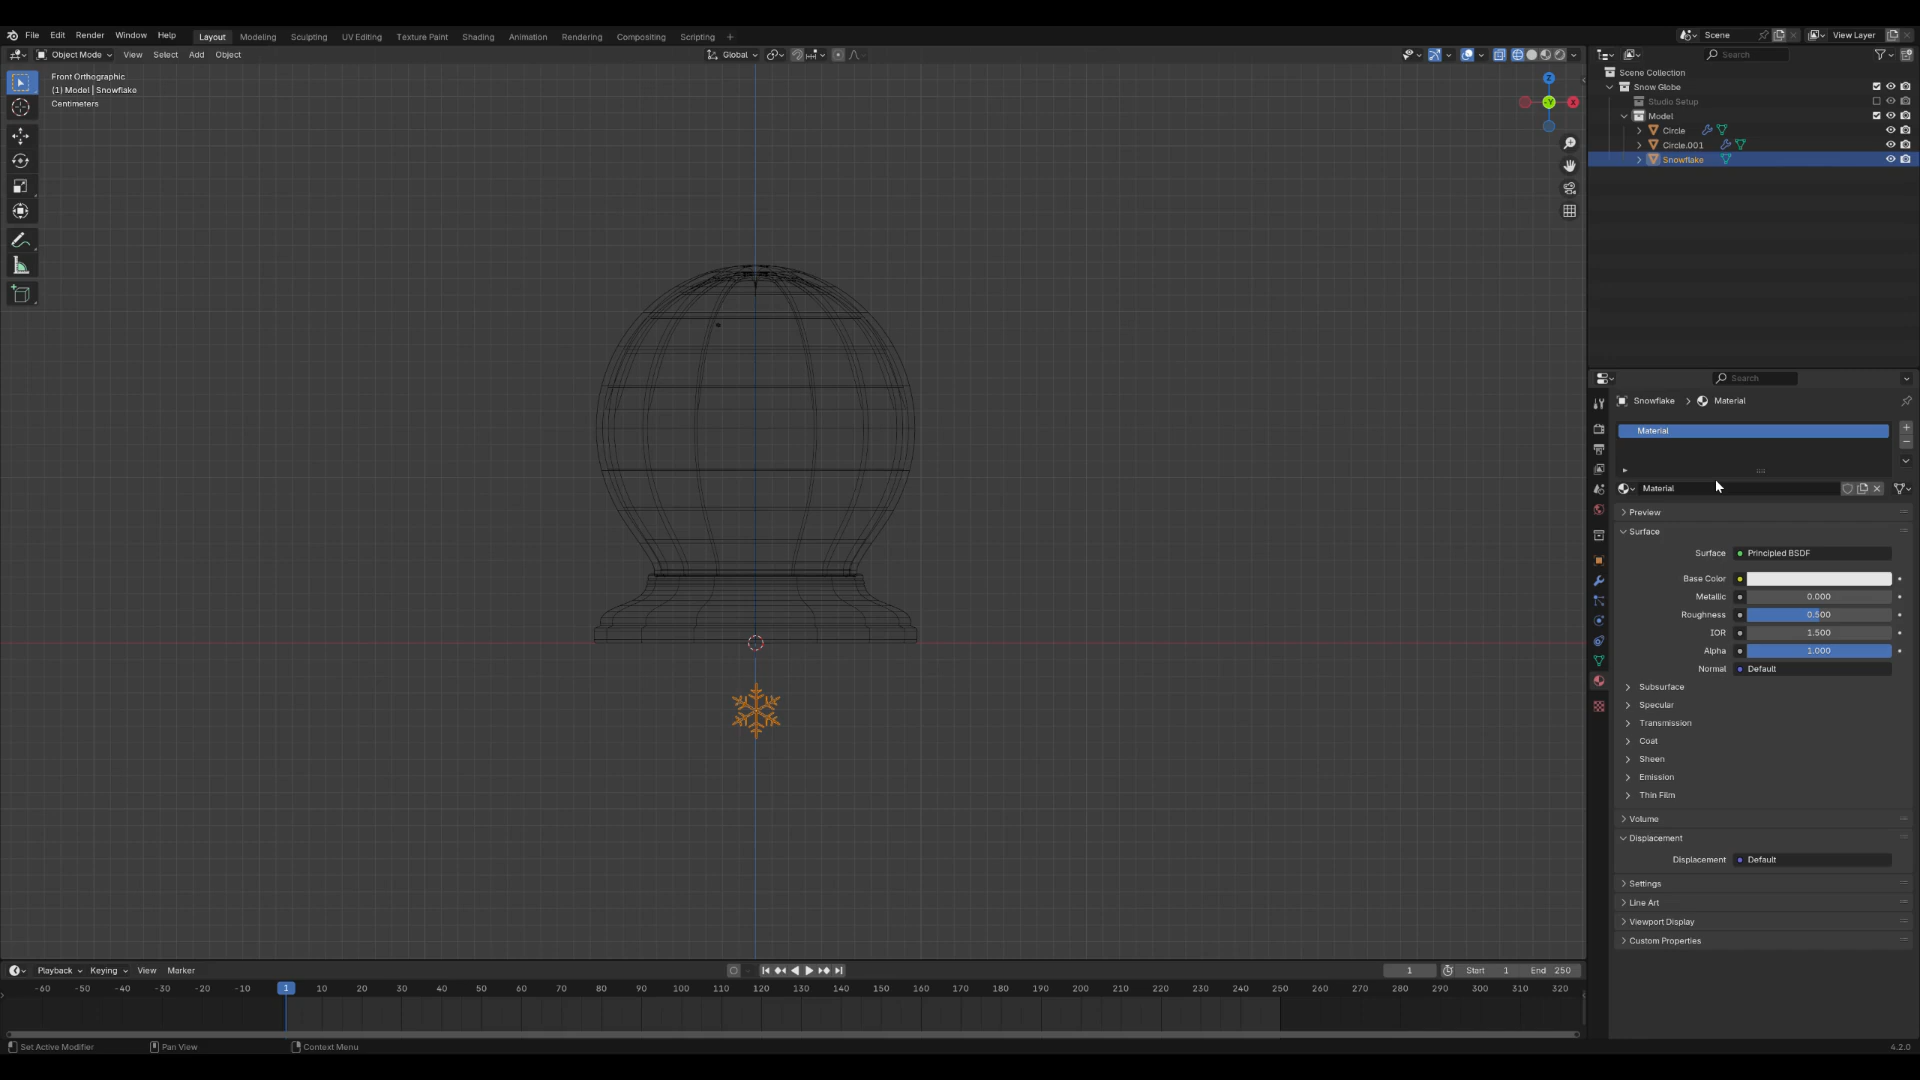 File Edit Render Window Help Layout Modeling Sculpting UV Editing Texture Paint Shading Animation Rendering Compositing Scripting + Scene View Layer
Object Mode View Select Add Object Global Search
Front Orthographic
(1) Model | Snowflake
Centimeters
Z
-Y
X
Scene Collection
Snow Globe
Studio Setup
Model
Circle
Circle.001
Snowflake
Search
Snowflake > Material
Material
Material
Preview
Surface
Surface Principled BSDF
Base Color
Metallic 0.000
Roughness 0.500
IOR 1.500
Alpha 1.000
Normal Default
Subsurface
Specular
Transmission
Coat
Sheen
Emission
Thin Film
Volume
Displacement
Displacement Default
Settings
Line Art
Viewport Display
Custom Properties
Playback Keying View Marker 1 Start 1 End 250
-60 -50 -40 -30 -20 -10 1 10 20 30 40 50 60 70 80 90 100 110 120 130 140 150 160 170 180 190 200 210 220 230 240 250 260 270 280 290 300 310 320
Set Active Modifier Pan View Context Menu 4.2.0